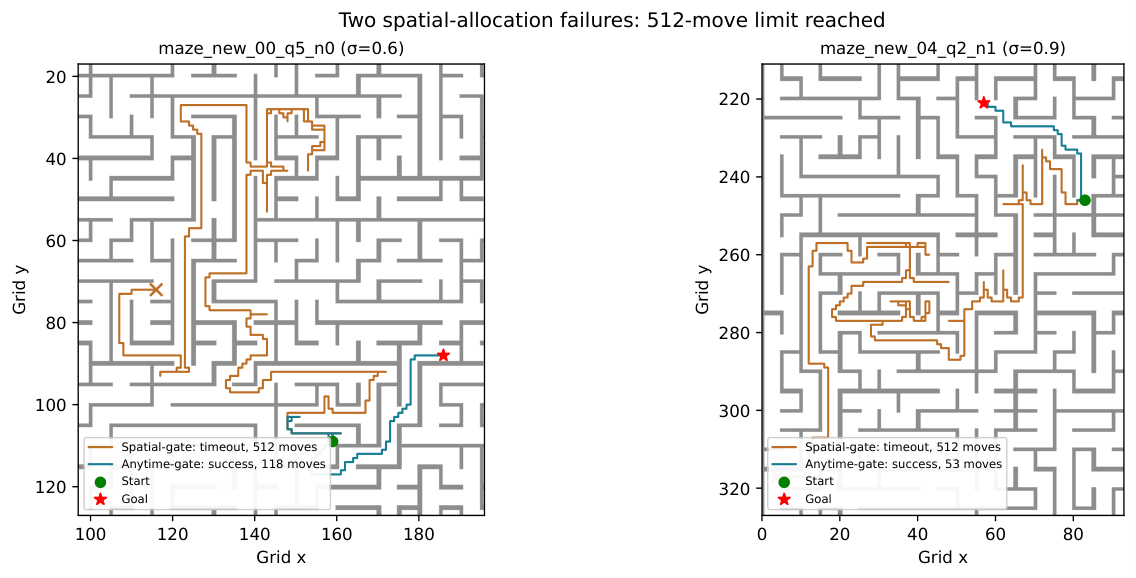 Two spatial-allocation failures: 512-move limit reached
maze_new_00_q5_n0 (σ=0.6)
20
40
60
80
100
120
Grid y
100
120
140
160
180
Grid x
Spatial-gate: timeout, 512 moves
Anytime-gate: success, 118 moves
Start
Goal
maze_new_04_q2_n1 (σ=0.9)
220
240
260
280
300
320
Grid y
0
20
40
60
80
Grid x
Spatial-gate: timeout, 512 moves
Anytime-gate: success, 53 moves
Start
Goal